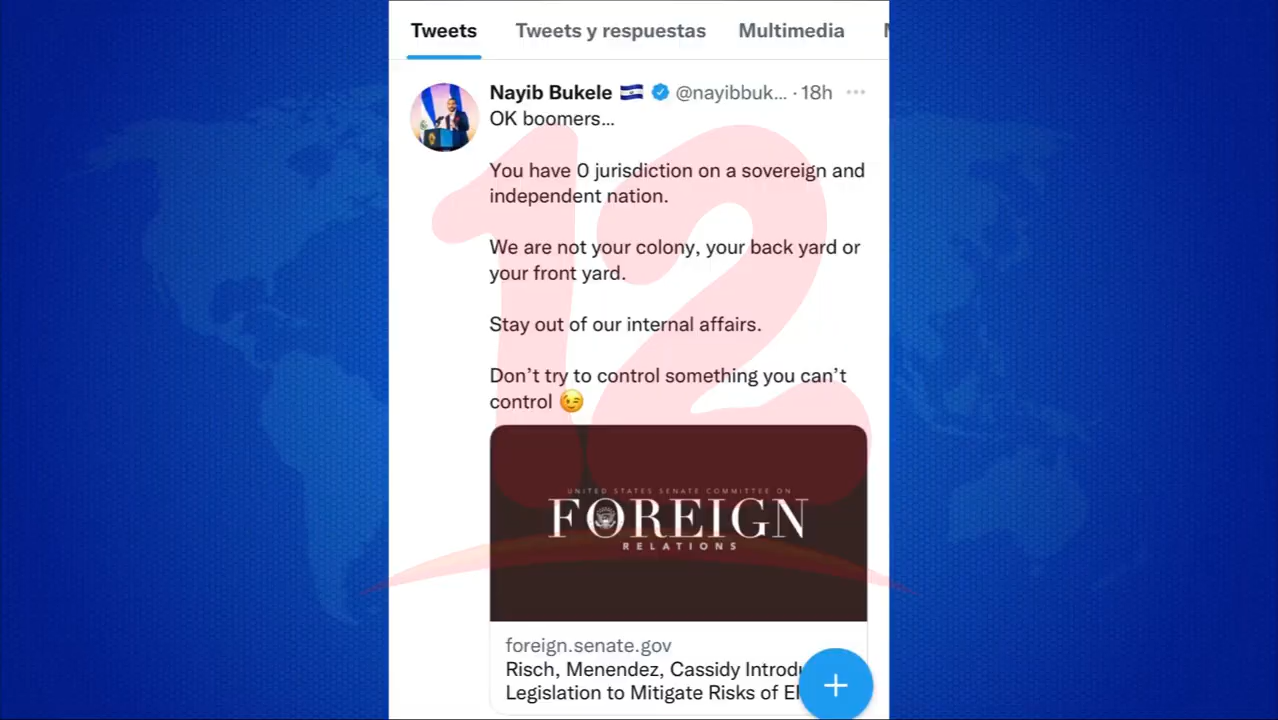 Tweets Tweets y respuestas Multimedia
Nayib Bukele @nayibbuk... · 18h
OK boomers...
You have 0 jurisdiction on a sovereign and
independent nation.
We are not your colony, your back yard or
your front yard.
Stay out of our internal affairs.
Don't try to control something you can't
control 😉
12
UNITED STATES SENATE COMMITTEE ON
FOREIGN
RELATIONS
foreign.senate.gov
Risch, Menendez, Cassidy
Legislation to Mitigate Risks of